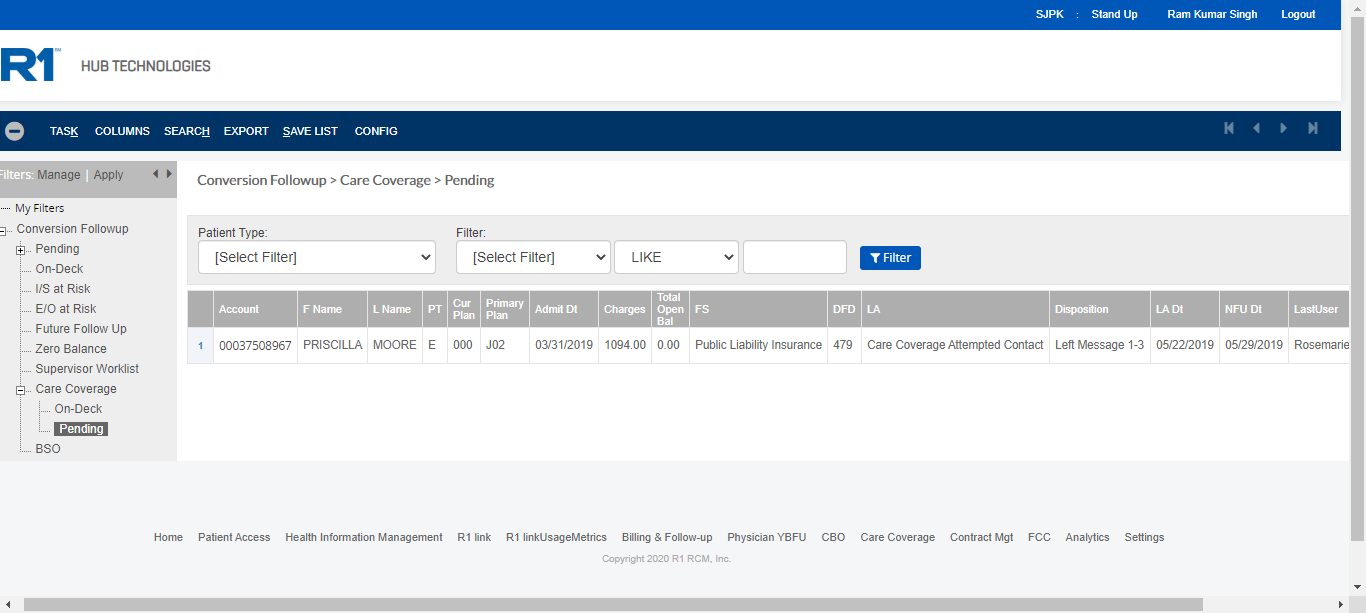 SJPK : Stand Up Ram Kumar Singh Logout
R1™ HUB TECHNOLOGIES
TASK COLUMNS SEARCH EXPORT SAVE LIST CONFIG
Filters: Manage | Apply
My Filters
Conversion Followup
Pending
On-Deck
I/S at Risk
E/O at Risk
Future Follow Up
Zero Balance
Supervisor Worklist
Care Coverage
On-Deck
Pending
BSO
Conversion Followup > Care Coverage > Pending
Patient Type: Filter:
[Select Filter] [Select Filter] LIKE Filter
Account F Name L Name PT Cur Plan Primary Plan Admit Dt Charges Total Open Bal FS DFD LA Disposition LA Dt NFU Dt LastUser
1 00037508967 PRISCILLA MOORE E 000 J02 03/31/2019 1094.00 0.00 Public Liability Insurance 479 Care Coverage Attempted Contact Left Message 1-3 05/22/2019 05/29/2019 Rosemarie
Home Patient Access Health Information Management R1 link R1 linkUsageMetrics Billing & Follow-up Physician YBFU CBO Care Coverage Contract Mgt FCC Analytics Settings
Copyright 2020 R1 RCM, Inc.